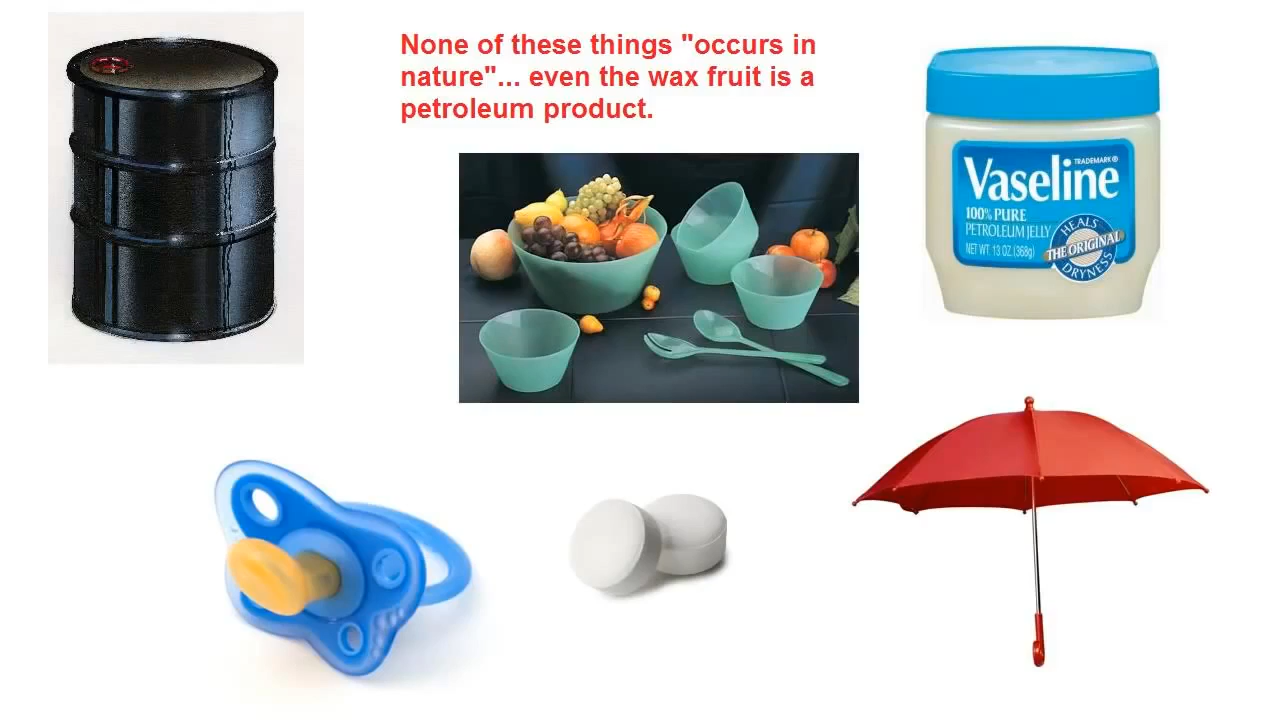 None of these things "occurs in
nature"... even the wax fruit is a
petroleum product.
Vaseline
TRADEMARK ®
100% PURE
PETROLEUM JELLY
NET WT. 13 OZ. (368g)
HEALS
THE ORIGINAL
DRYNESS